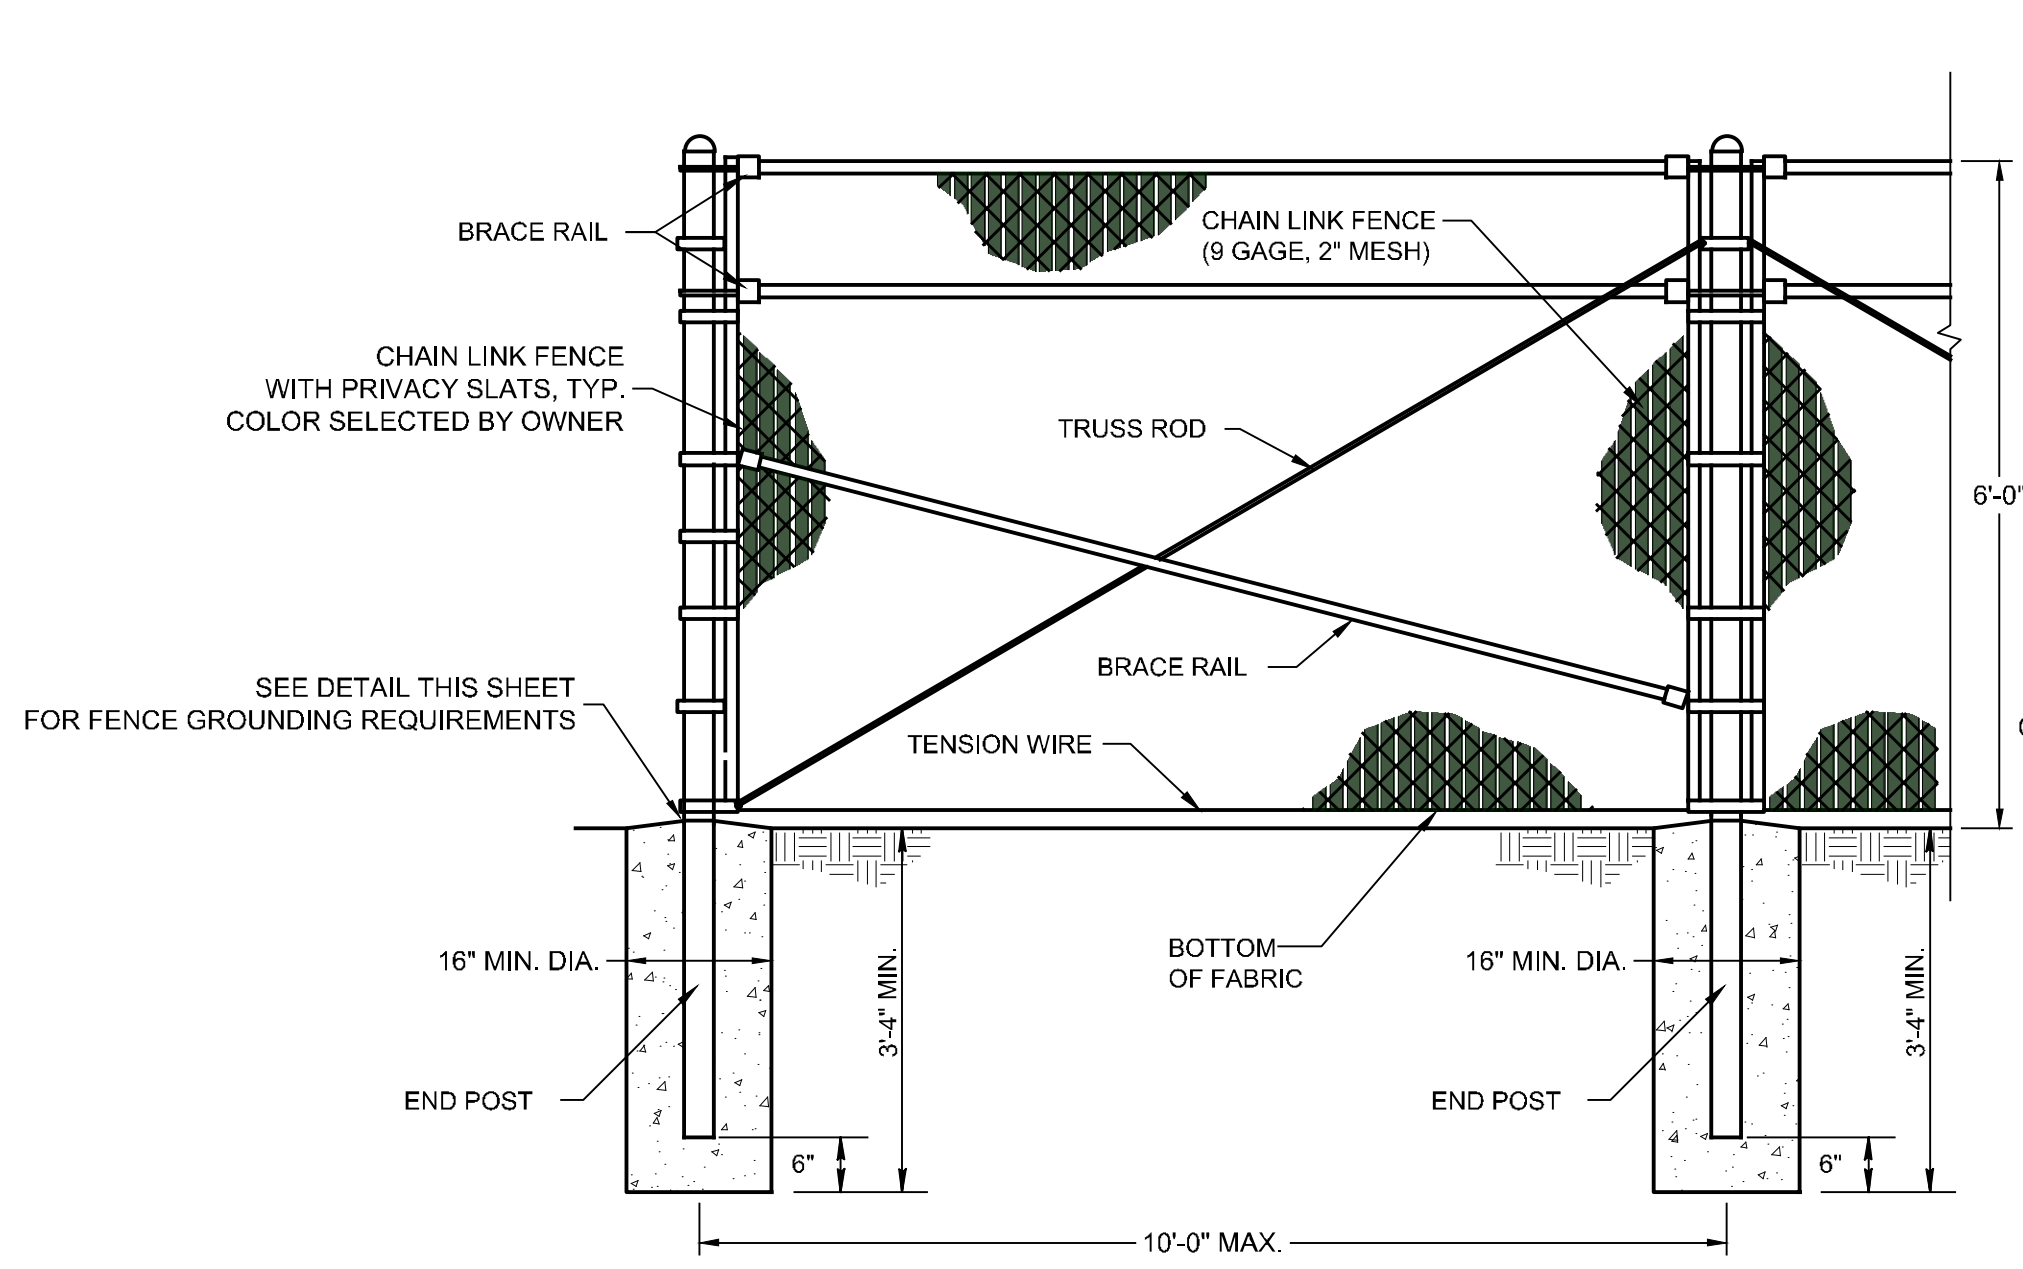 BRACE RAIL
CHAIN LINK FENCE
(9 GAGE, 2" MESH)
CHAIN LINK FENCE
WITH PRIVACY SLATS, TYP.
COLOR SELECTED BY OWNER
TRUSS ROD
6'-0"
BRACE RAIL
SEE DETAIL THIS SHEET
FOR FENCE GROUNDING REQUIREMENTS
TENSION WIRE
16" MIN. DIA.
3'-4" MIN.
BOTTOM
OF FABRIC
16" MIN. DIA.
3'-4" MIN.
END POST
END POST
6"
6"
10'-0" MAX.